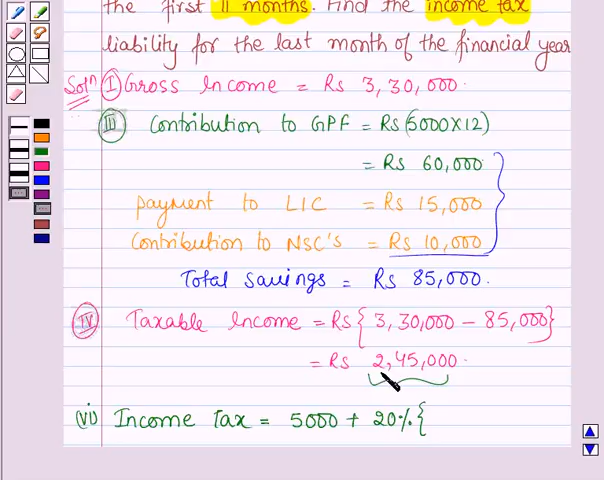 the first 11 months. Find the income tax
liability for the last month of the financial year
Solⁿ (I) Gross Income = Rs 3,30,000.
(III) Contribution to GPF = Rs (5000×12)
= Rs 60,000
Payment to LIC = Rs 15,000
Contribution to NSC's = Rs 10,000
Total Savings = Rs 85,000.
(IV) Taxable Income = Rs{ 3,30,000 - 85,000}
= Rs 2,45,000.
(vi) Income Tax = 5000 + 20%{